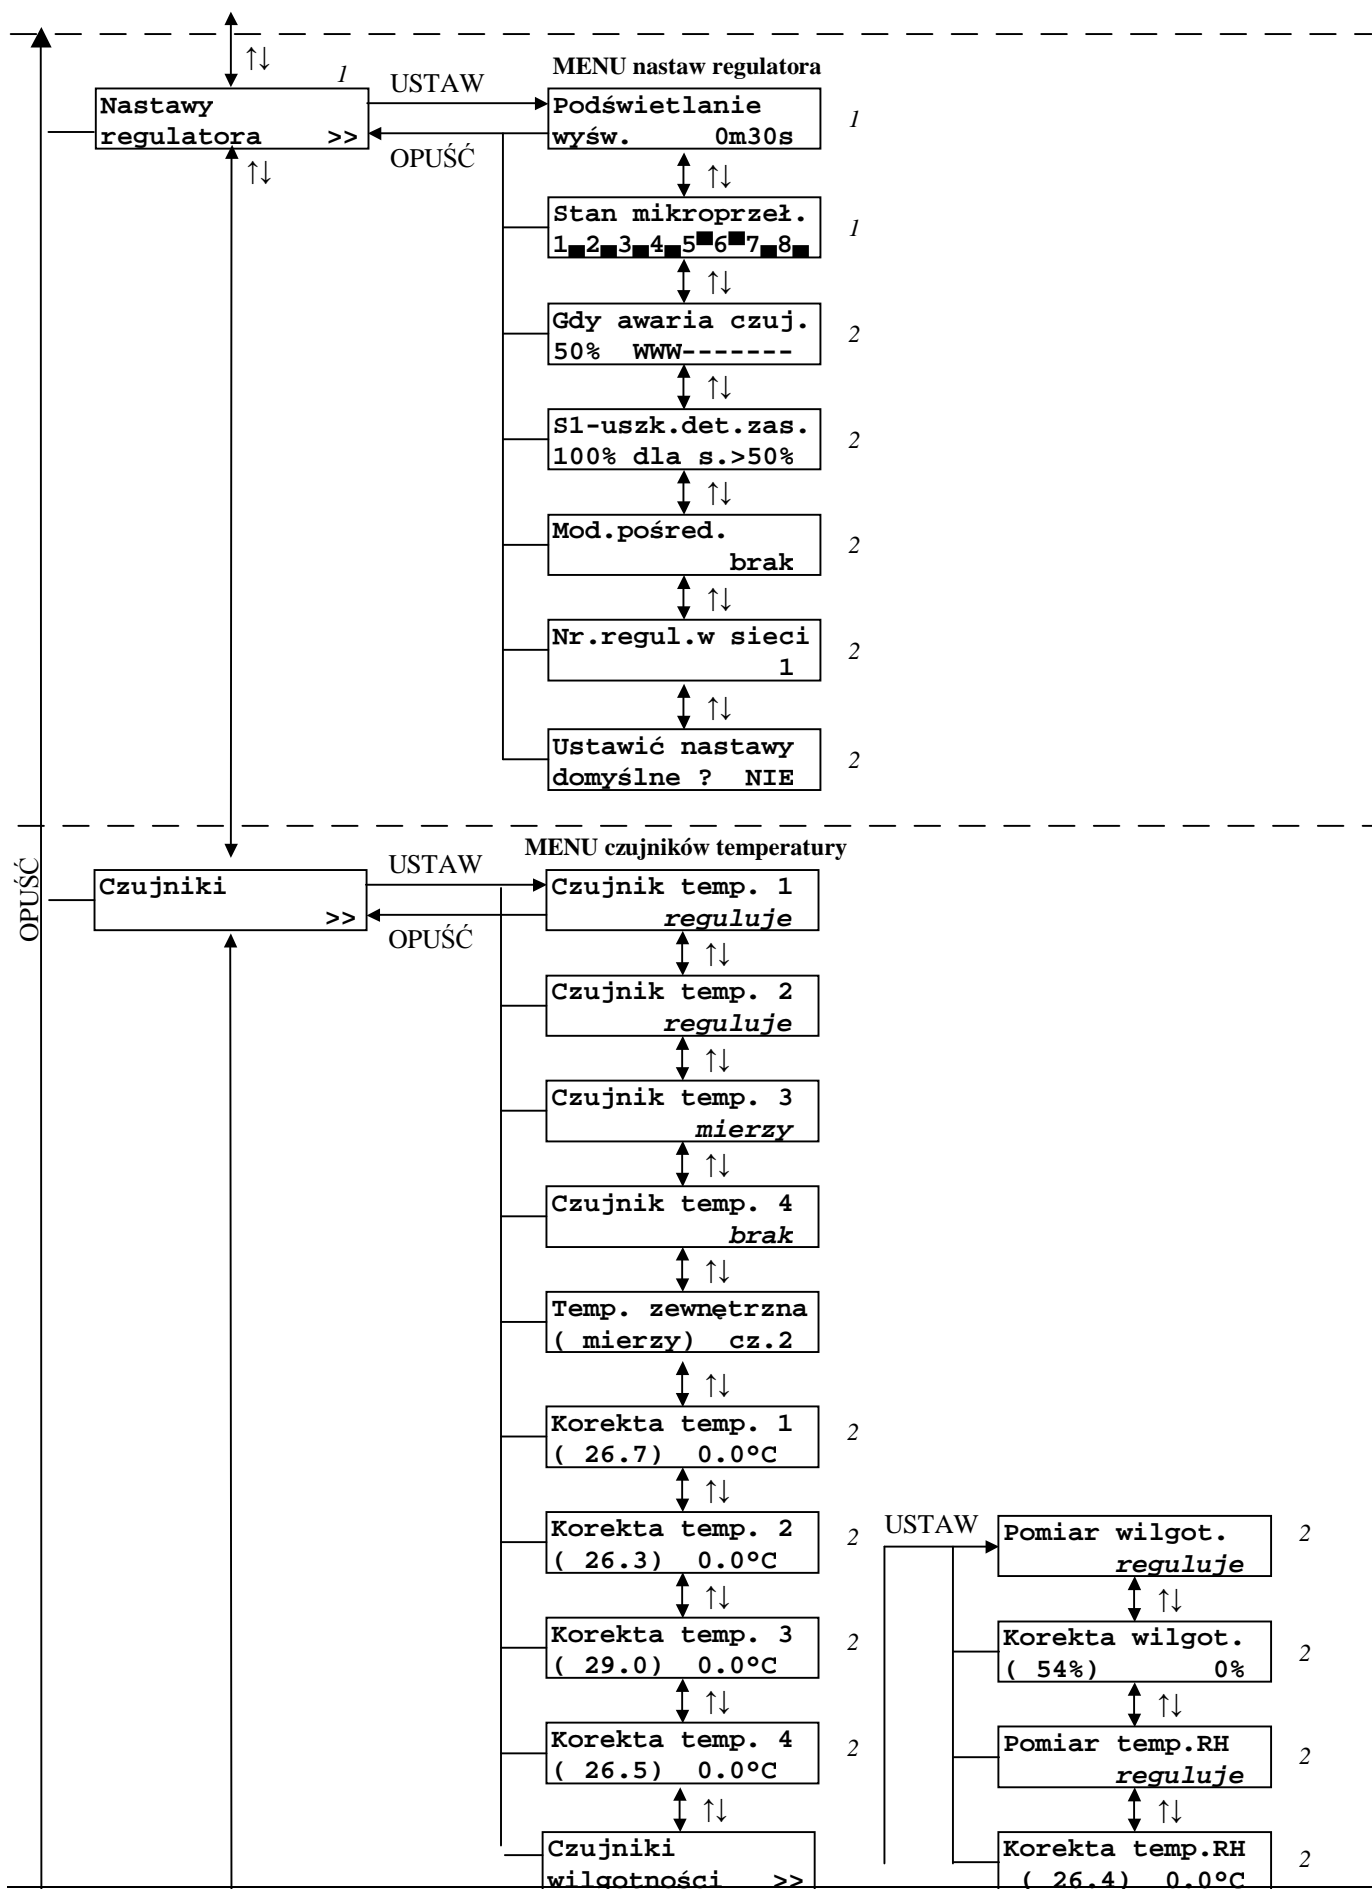 ↑↓
1
USTAW
MENU nastaw regulatora
Nastawy
regulatora >>
OPUŚĆ
↑↓
Podświetlanie
wyśw. 0m30s
1
↑↓
Stan mikroprzeł.
1▄2▄3▄4▄5▀6▀7▄8▄
1
↑↓
Gdy awaria czuj.
50% WWW-------
2
↑↓
S1-uszk.det.zas.
100% dla s.>50%
2
↑↓
Mod.pośred.
brak
2
↑↓
Nr.regul.w sieci
1
2
↑↓
Ustawić nastawy
domyślne ? NIE
2
OPUŚĆ
MENU czujników temperatury
USTAW
Czujniki
>>
OPUŚĆ
Czujnik temp. 1
reguluje
↑↓
Czujnik temp. 2
reguluje
↑↓
Czujnik temp. 3
mierzy
↑↓
Czujnik temp. 4
brak
↑↓
Temp. zewnętrzna
( mierzy) cz.2
↑↓
Korekta temp. 1
( 26.7) 0.0°C
2
↑↓
Korekta temp. 2
( 26.3) 0.0°C
2
↑↓
Korekta temp. 3
( 29.0) 0.0°C
2
↑↓
Korekta temp. 4
( 26.5) 0.0°C
2
↑↓
Czujniki
wilgotności >>
USTAW
Pomiar wilgot.
reguluje
2
↑↓
Korekta wilgot.
( 54%) 0%
2
↑↓
Pomiar temp.RH
reguluje
2
↑↓
Korekta temp.RH
( 26.4) 0.0°C
2